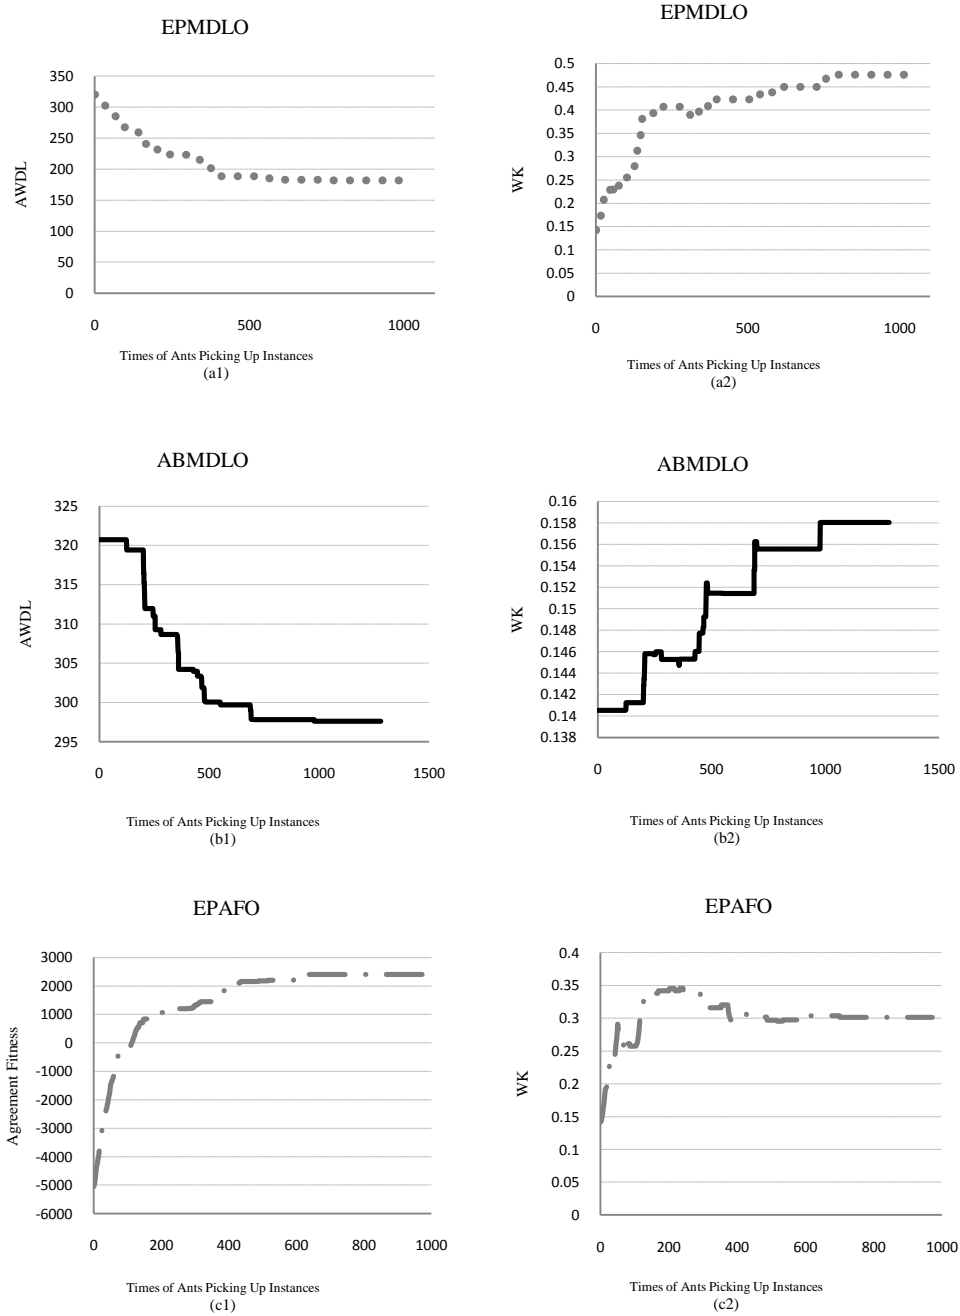 EPMDLO
350
300
250
200
150
100
50
0
AWDL
0 500 1000
Times of Ants Picking Up Instances
(a1)
EPMDLO
0.5
0.45
0.4
0.35
0.3
0.25
0.2
0.15
0.1
0.05
0
WK
0 500 1000
Times of Ants Picking Up Instances
(a2)
ABMDLO
325
320
315
310
305
300
295
AWDL
0 500 1000 1500
Times of Ants Picking Up Instances
(b1)
ABMDLO
0.16
0.158
0.156
0.154
0.152
0.15
0.148
0.146
0.144
0.142
0.14
0.138
WK
0 500 1000 1500
Times of Ants Picking Up Instances
(b2)
EPAFO
3000
2000
1000
0
-1000
-2000
-3000
-4000
-5000
-6000
Agreement Fitness
0 200 400 600 800 1000
Times of Ants Picking Up Instances
(c1)
EPAFO
0.4
0.35
0.3
0.25
0.2
0.15
0.1
0.05
0
WK
0 200 400 600 800 1000
Times of Ants Picking Up Instances
(c2)